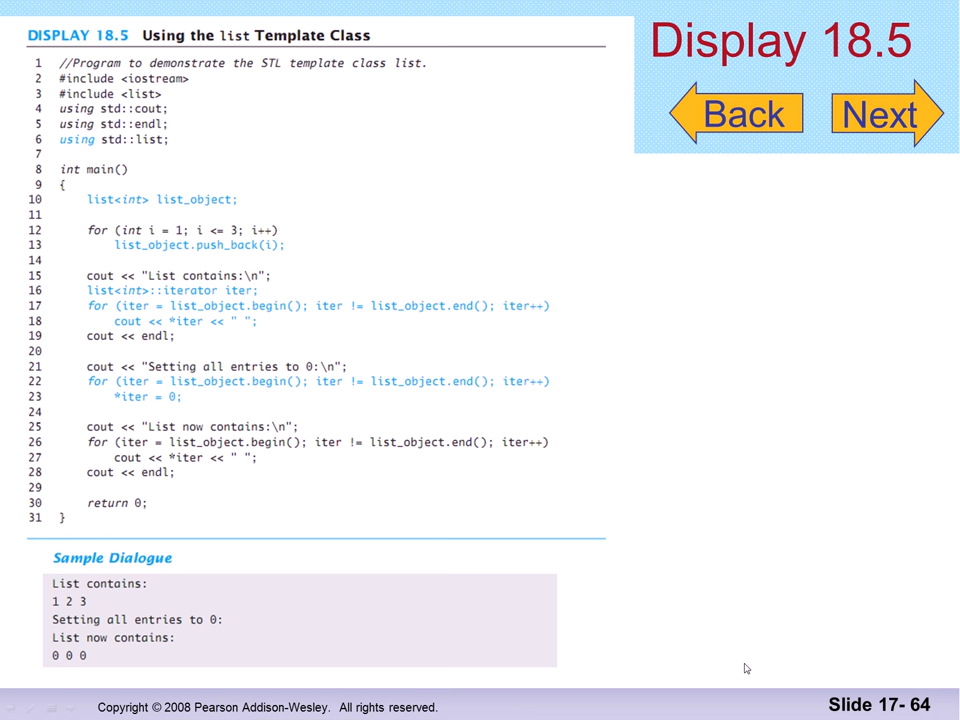 DISPLAY 18.5 Using the list Template Class
1 //Program to demonstrate the STL template class list.
2 #include <iostream>
3 #include <list>
4 using std::cout;
5 using std::endl;
6 using std::list;
7
8 int main()
9 {
10 list<int> list_object;
11
12 for (int i = 1; i <= 3; i++)
13 list_object.push_back(i);
14
15 cout << "List contains:\n";
16 list<int>::iterator iter;
17 for (iter = list_object.begin(); iter != list_object.end(); iter++)
18 cout << *iter << " ";
19 cout << endl;
20
21 cout << "Setting all entries to 0:\n";
22 for (iter = list_object.begin(); iter != list_object.end(); iter++)
23 *iter = 0;
24
25 cout << "List now contains:\n";
26 for (iter = list_object.begin(); iter != list_object.end(); iter++)
27 cout << *iter << " ";
28 cout << endl;
29
30 return 0;
31 }
Sample Dialogue
List contains:
1 2 3
Setting all entries to 0:
List now contains:
0 0 0
Display 18.5
Back Next
Copyright © 2008 Pearson Addison-Wesley. All rights reserved.
Slide 17- 64